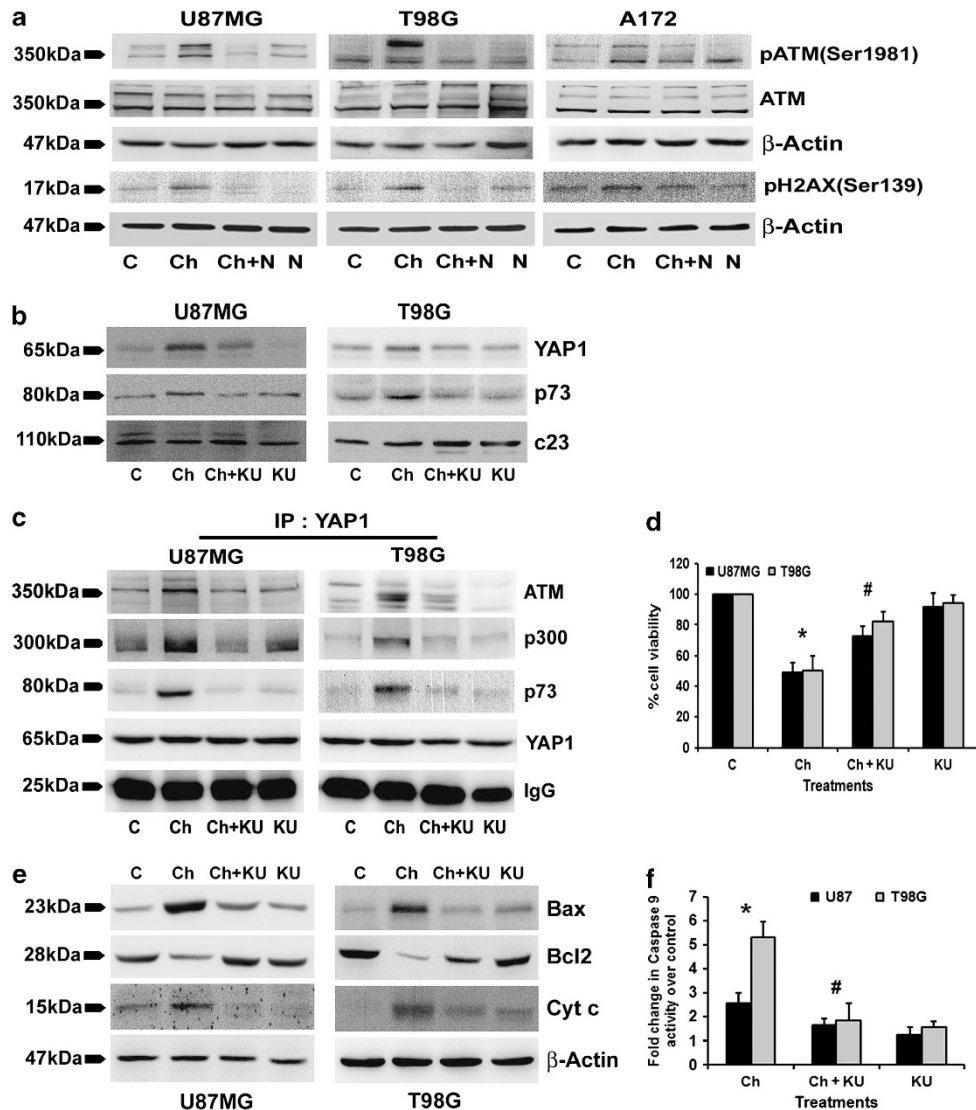 a
U87MG T98G A172
350kDa pATM(Ser1981)
350kDa ATM
47kDa β-Actin
17kDa pH2AX(Ser139)
47kDa β-Actin
C Ch Ch+N N C Ch Ch+N N C Ch Ch+N N
b
U87MG T98G
65kDa YAP1
80kDa p73
110kDa c23
C Ch Ch+KU KU C Ch Ch+KU KU
c
IP : YAP1
U87MG T98G
350kDa ATM
300kDa p300
80kDa p73
65kDa YAP1
25kDa IgG
C Ch Ch+KU KU C Ch Ch+KU KU
d
U87MG T98G
% cell viability
120
100
80
60
40
20
0
* #
C Ch Ch + KU KU
Treatments
e
C Ch Ch+KU KU C Ch Ch+KU KU
23kDa Bax
28kDa Bcl2
15kDa Cyt c
47kDa β-Actin
U87MG T98G
f
U87 T98G
Fold change in Caspase 9
activity over control
7
6
5
4
3
2
1
0
* #
Ch Ch + KU KU
Treatments